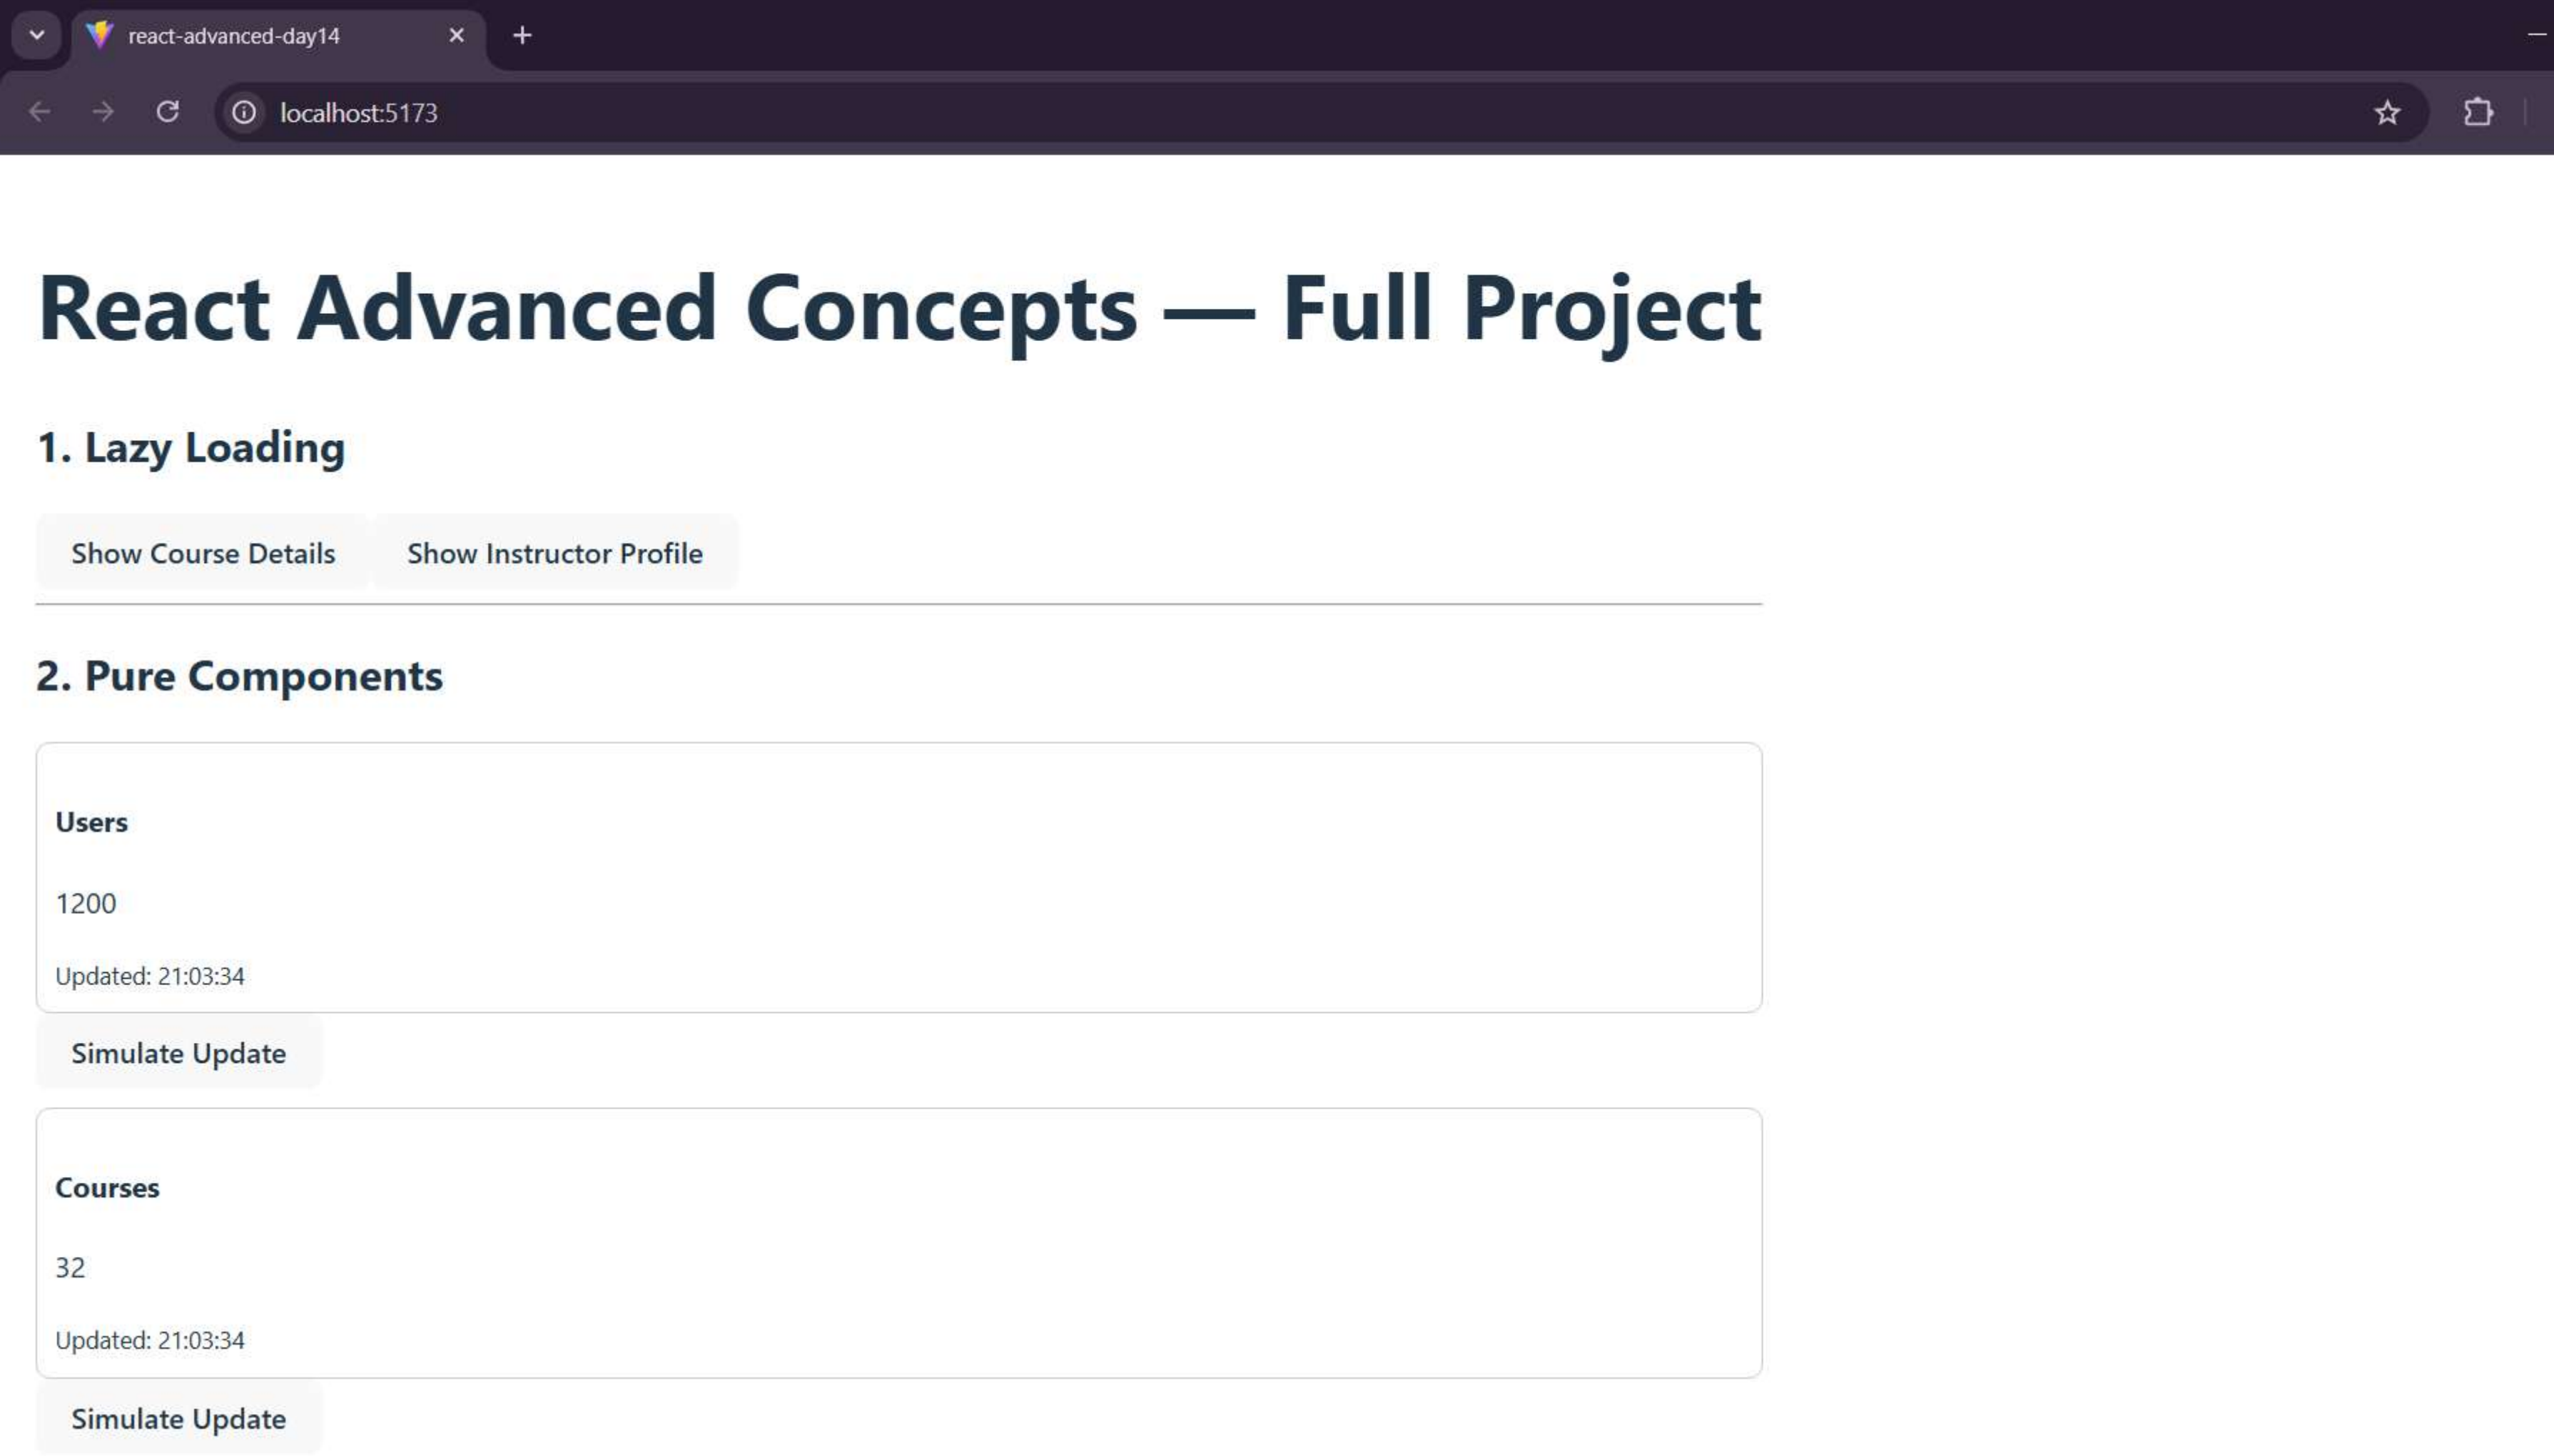 react-advanced-day14
localhost:5173
React Advanced Concepts — Full Project
1. Lazy Loading
Show Course Details Show Instructor Profile
2. Pure Components
Users
1200
Updated: 21:03:34
Simulate Update
Courses
32
Updated: 21:03:34
Simulate Update